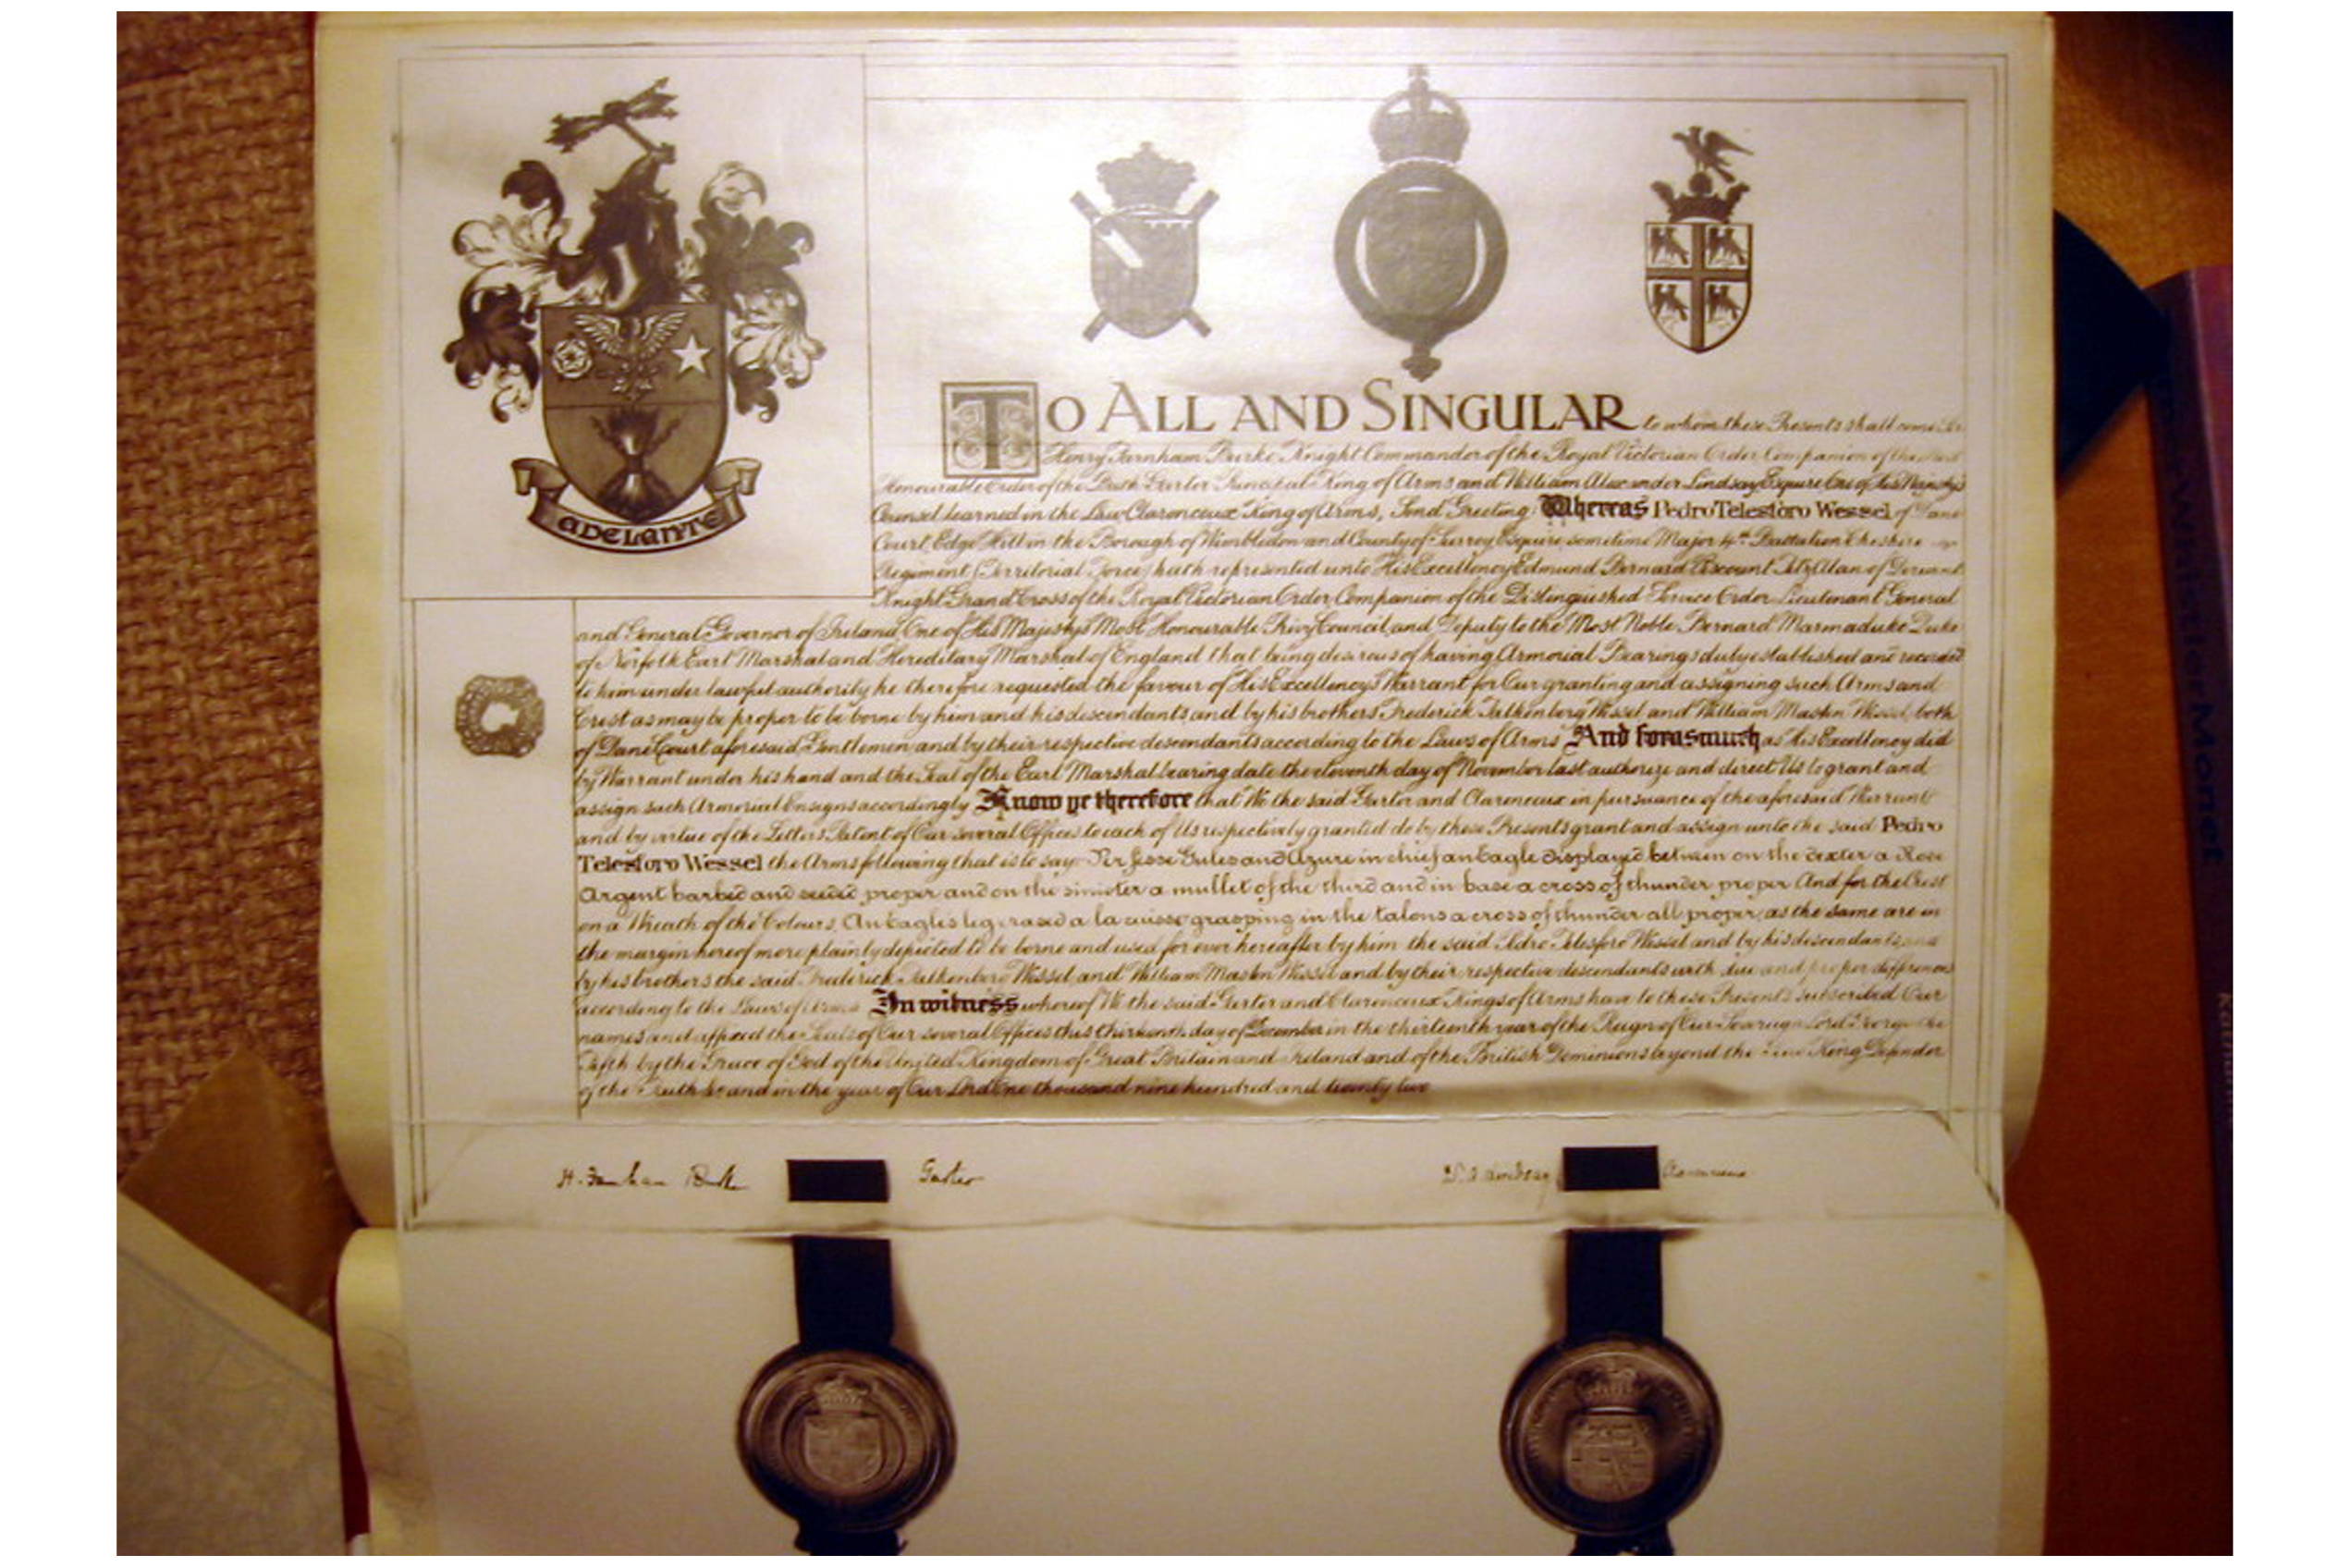 ADELANTE
TO ALL AND SINGULAR to whom these Presents shall come Sir
Henry Farnham Burke Knight Commander of the Royal Victorian Order Companion of the Most
Honourable Order of the Bath Garter Principal King of Arms and William Alexander Lindsay Esquire One of His Majesty's
Counsel learned in the Law Clarenceux King of Arms, Send Greeting: Whereas Pedro Telesforo Wessel of Dane
Court, Edge Hill in the Borough of Wimbledon and County of Surrey Esquire, sometime Major 4th Battalion Cheshire
Regiment (Territorial Force) hath represented unto His Excellency Edmund Bernard Viscount FitzAlan of Derwent
Knight Grand Cross of the Royal Victorian Order, Companion of the Distinguished Service Order Lieutenant General
and General Governor of Ireland, One of His Majesty's Most Honourable Privy Council, and Deputy to the Most Noble Bernard Marmaduke Duke
of Norfolk Earl Marshal and Hereditary Marshal of England that being desirous of having Armorial Bearings duly established and recorded
to him under lawful authority he therefore requested the favour of His Excellency's Warrant for Our granting and assigning such Arms and
Crest as may be proper to be borne by him and his descendants and by his brothers Frederick Falkenberg Wessel and William Mastin Wessel, both
of Dane Court aforesaid, Gentlemen and by their respective descendants according to the Laws of Arms And forasmuch as His Excellency did
by Warrant under his hand and the Seal of the Earl Marshal bearing date the eleventh day of November last authorize and direct Us to grant and
assign such Armorial Ensigns accordingly Know ye therefore that We the said Garter and Clarenceux in pursuance of the aforesaid Warrant
and by virtue of the Letters Patent of Our several Offices to each of Us respectively granted do by these Presents grant and assign unto the said Pedro
Telesforo Wessel the Arms following that is to say:- Per fesse Gules and Azure in chief an Eagle displayed between on the dexter a Rose
Argent barbed and seeded proper and on the sinister a mullet of the third and in base a cross of thunder proper And for the Crest
on a Wreath of the Colours, An Eagles leg erased a la cuisse grasping in the talons a cross of thunder all proper, as the same are in
the margin hereof more plainly depicted to be borne and used for ever hereafter by him the said Pedro Telesforo Wessel and by his descendants, and
by his brothers the said Frederick Falkenberg Wessel and William Mastin Wessel and by their respective descendants with due and proper differences
according to the Laws of Arms In witness whereof We the said Garter and Clarenceux Kings of Arms have to these Presents subscribed Our
names and affixed the Seals of Our several Offices this thirteenth day of December in the thirteenth year of the Reign of Our Sovereign Lord George the
Fifth by the Grace of God of the United Kingdom of Great Britain and Ireland and of the British Dominions beyond the Seas King Defender
of the Faith &c and in the year of Our Lord One thousand nine hundred and twenty two
H. Farnham Burke Garter
W. A. Lindsay Clarenceux
Whistler Monet